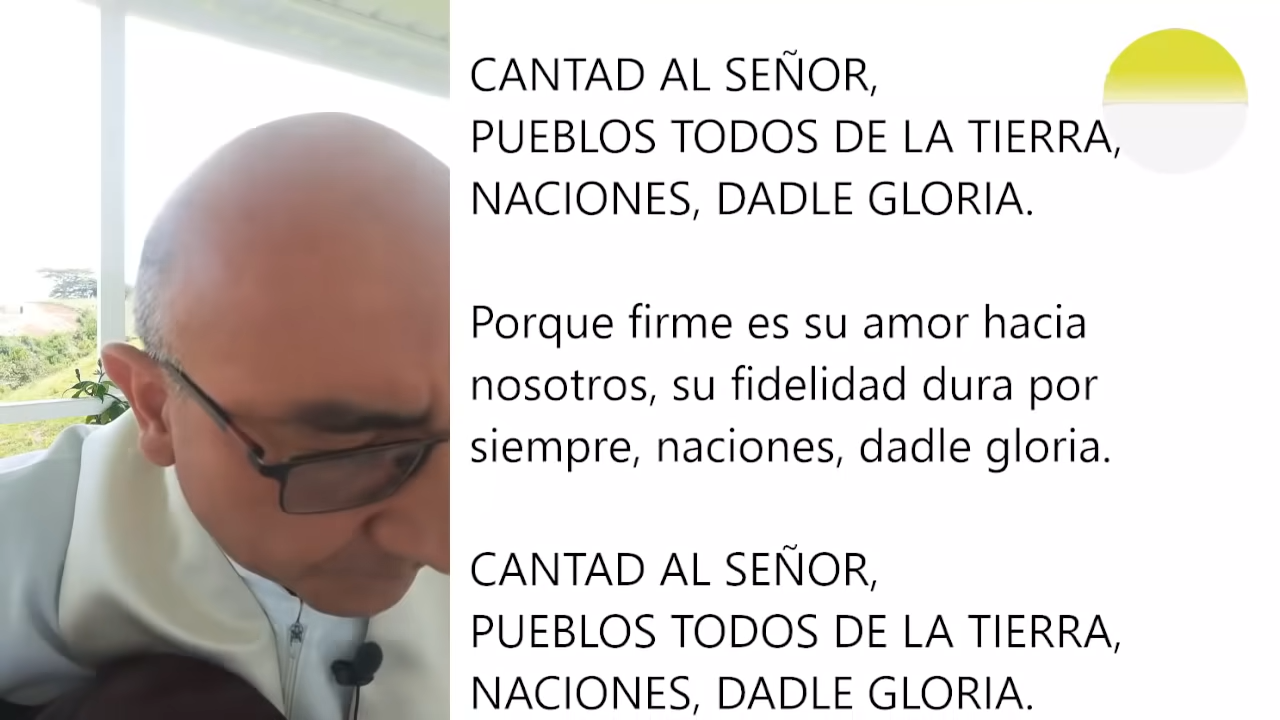 CANTAD AL SEÑOR,
PUEBLOS TODOS DE LA TIERRA,
NACIONES, DADLE GLORIA.
Porque firme es su amor hacia
nosotros, su fidelidad dura por
siempre, naciones, dadle gloria.
CANTAD AL SEÑOR,
PUEBLOS TODOS DE LA TIERRA,
NACIONES, DADLE GLORIA.